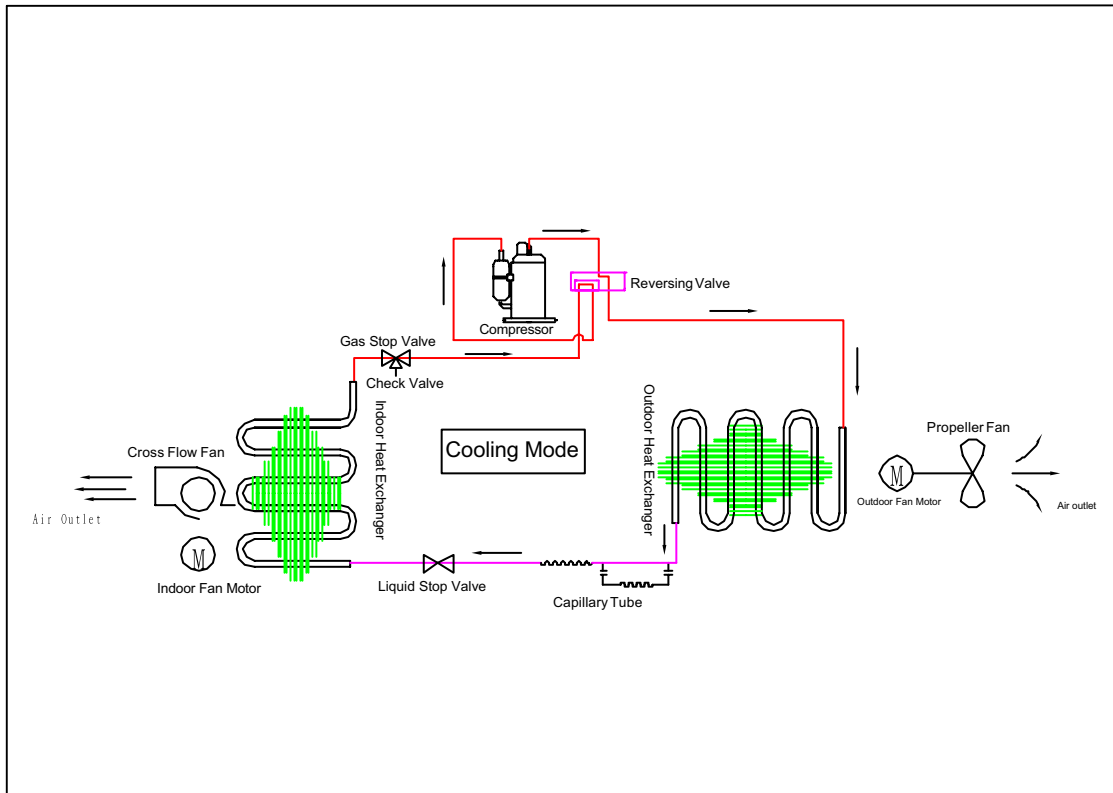 Reversing Valve
Compressor
Gas Stop Valve
Check Valve
Indoor Heat Exchanger
Outdoor Heat Exchanger
Cooling Mode
Cross Flow Fan
Propeller Fan
M
Outdoor Fan Motor
Air outlet
Air Outlet
M
Indoor Fan Motor
Liquid Stop Valve
Capillary Tube